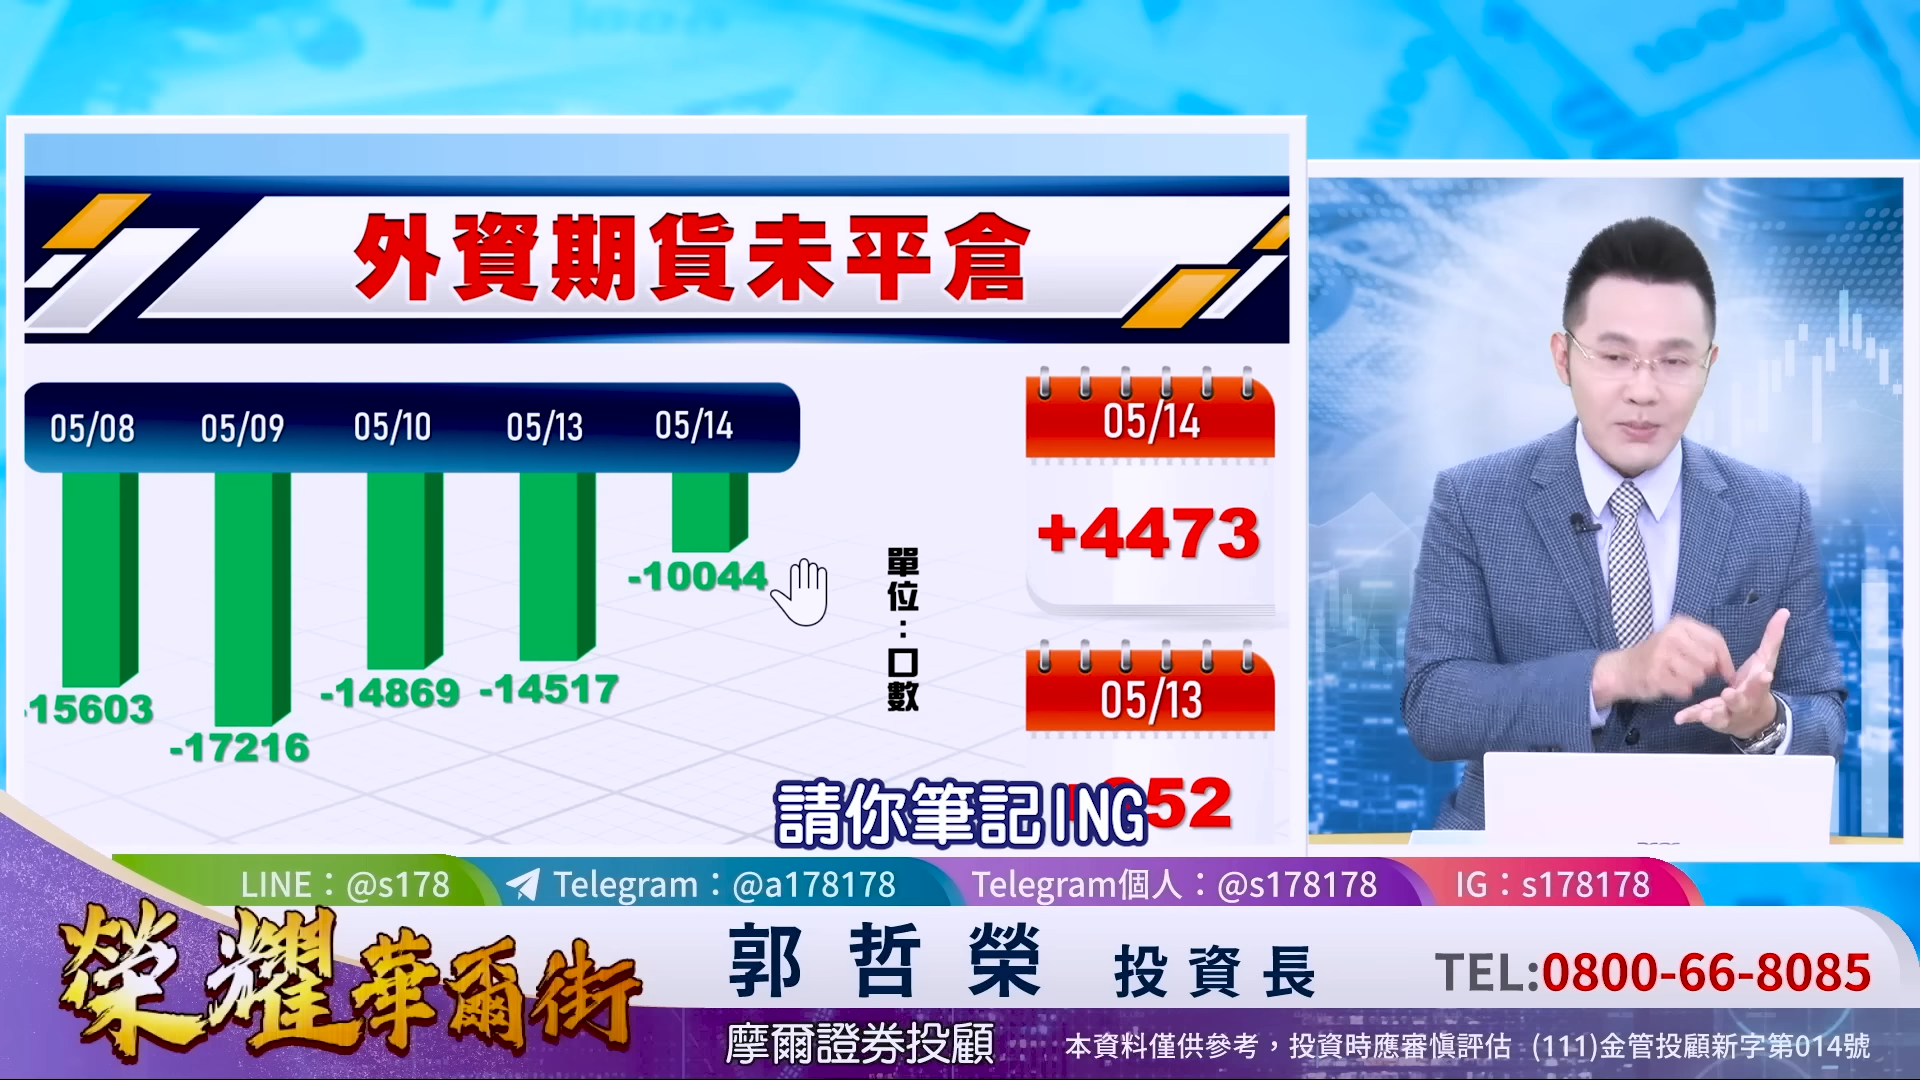 外資期貨未平倉
05/08
05/09
05/10
05/13
05/14
-15603
-17216
-14869
-14517
-10044
單位：口數
05/14
+4473
05/13
52
請你筆記ING
LINE：@s178
Telegram：@a178178
Telegram個人：@s178178
IG：s178178
榮耀華爾街
郭哲榮 投資長
TEL:0800-66-8085
摩爾證券投顧
本資料僅供參考，投資時應審慎評估 (111)金管投顧新字第014號